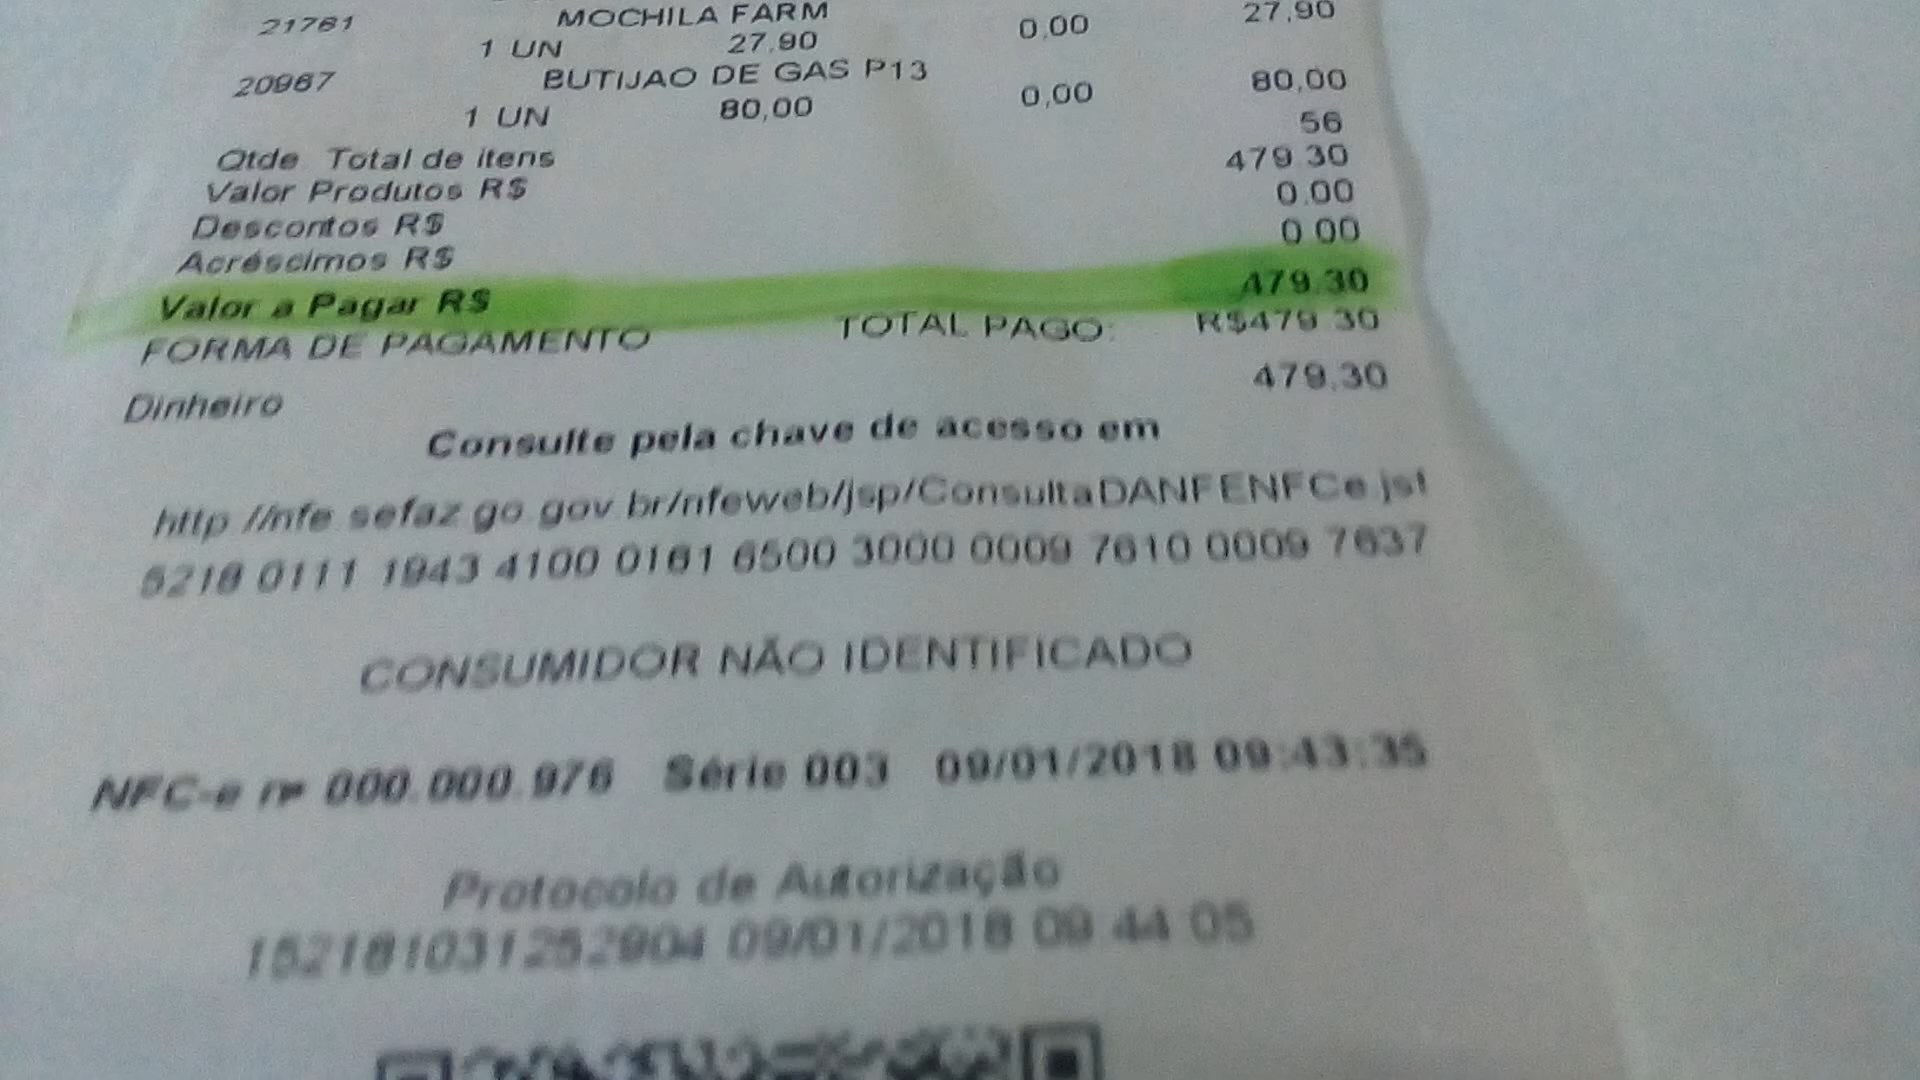 21761 MOCHILA FARM 27,90
1 UN 27.90 0,00
20967 BUTIJAO DE GAS P13 80,00
1 UN 80,00 0,00
56
Qtde Total de itens 479 30
Valor Produtos R$ 0.00
Descontos R$ 0 00
Acréscimos R$
Valor a Pagar R$ 479.30
FORMA DE PAGAMENTO TOTAL PAGO: R$479 30
Dinheiro 479.30
Consulte pela chave de acesso em
http //nfe sefaz go gov br/nfeweb/jsp/ConsultaDANFENFCe jsf
5218 0111 1943 4100 0161 6500 3000 0009 7610 0009 7637
CONSUMIDOR NÃO IDENTIFICADO
NFC-e nº 000.000.976 Série 003 09/01/2018 09:43:35
Protocolo de Autorização
152181031252904 09/01/2018 09 44 05